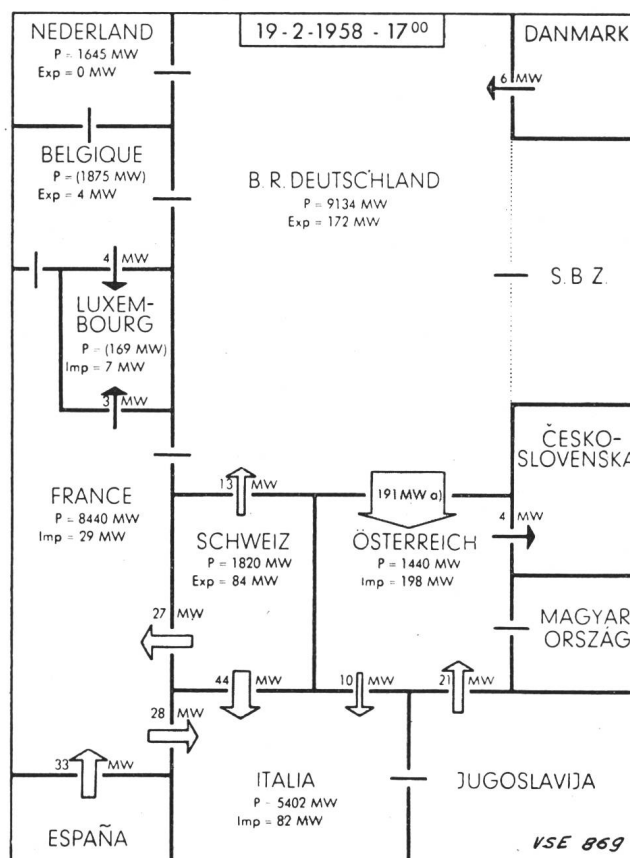 19-2-1958 - 17⁰⁰
NEDERLAND
P = 1645 MW
Exp = 0 MW
DANMARK
6 MW
BELGIQUE
P = (1875 MW)
Exp = 4 MW
B. R. DEUTSCHLAND
P = 9134 MW
Exp = 172 MW
S. B. Z.
4 MW
LUXEM-
BOURG
P = (169 MW)
Imp = 7 MW
3 MW
ČESKO-
SLOVENSKA
FRANCE
P = 8440 MW
Imp = 29 MW
13 MW
191 MW a)
4 MW
SCHWEIZ
P = 1820 MW
Exp = 84 MW
ÖSTERREICH
P = 1440 MW
Imp = 198 MW
MAGYAR
ORSZÁG
27 MW
44 MW
10 MW
21 MW
28 MW
33 MW
ITALIA
P = 5402 MW
Imp = 82 MW
JUGOSLAVIJA
ESPAÑA
VSE 869